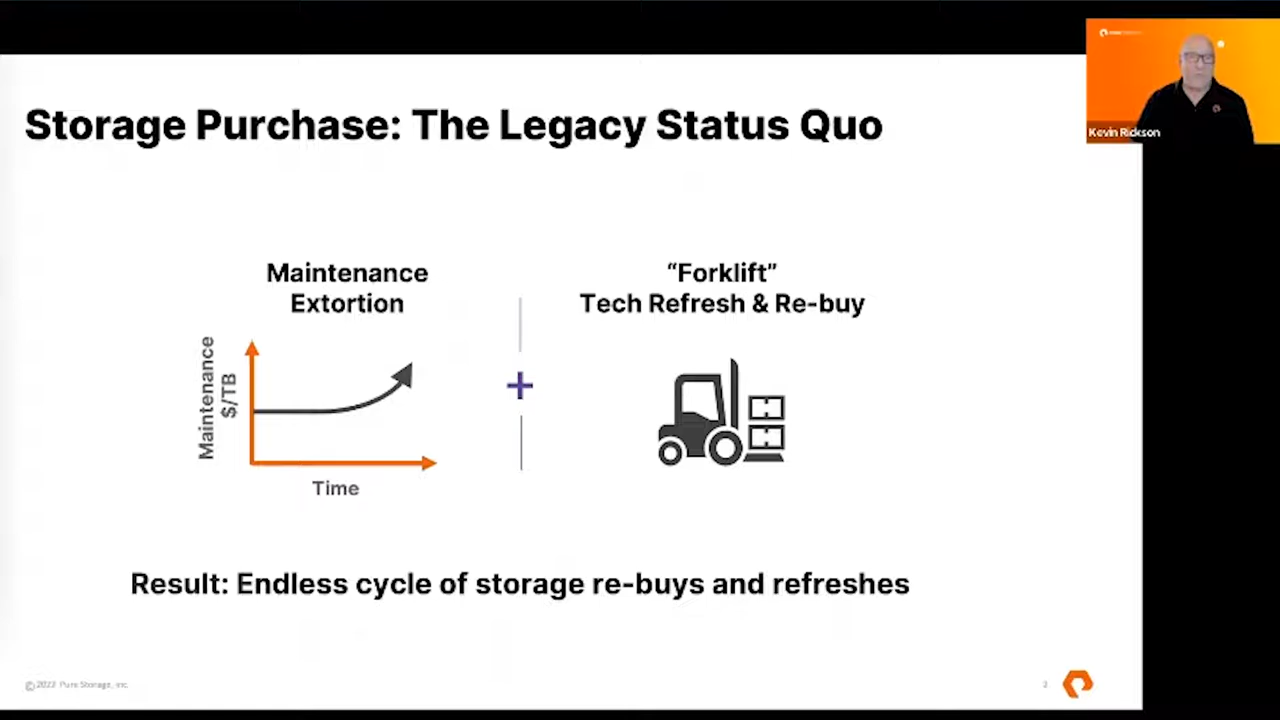 Storage Purchase: The Legacy Status Quo
Kevin Rickson
Maintenance
Extortion
Maintenance
$/TB
Time
+
“Forklift”
Tech Refresh & Re-buy
Result: Endless cycle of storage re-buys and refreshes
Pure Storage, Inc.